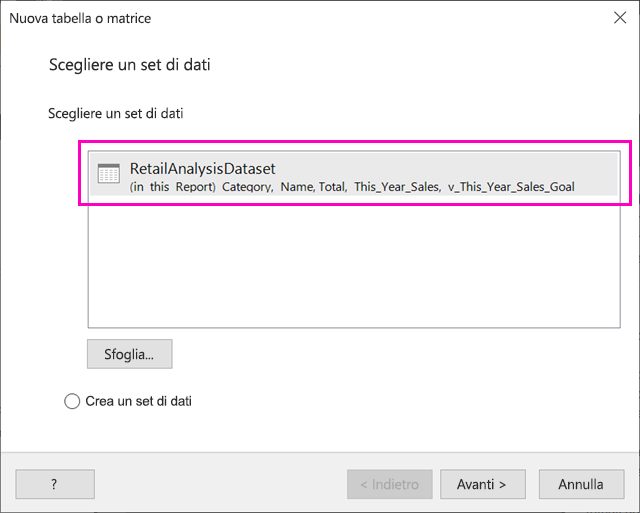 Nuova tabella o matrice
Scegliere un set di dati
Scegliere un set di dati
RetailAnalysisDataset
(in this Report) Category, Name, Total, This_Year_Sales, v_This_Year_Sales_Goal
Sfoglia...
Crea un set di dati
? < Indietro Avanti > Annulla